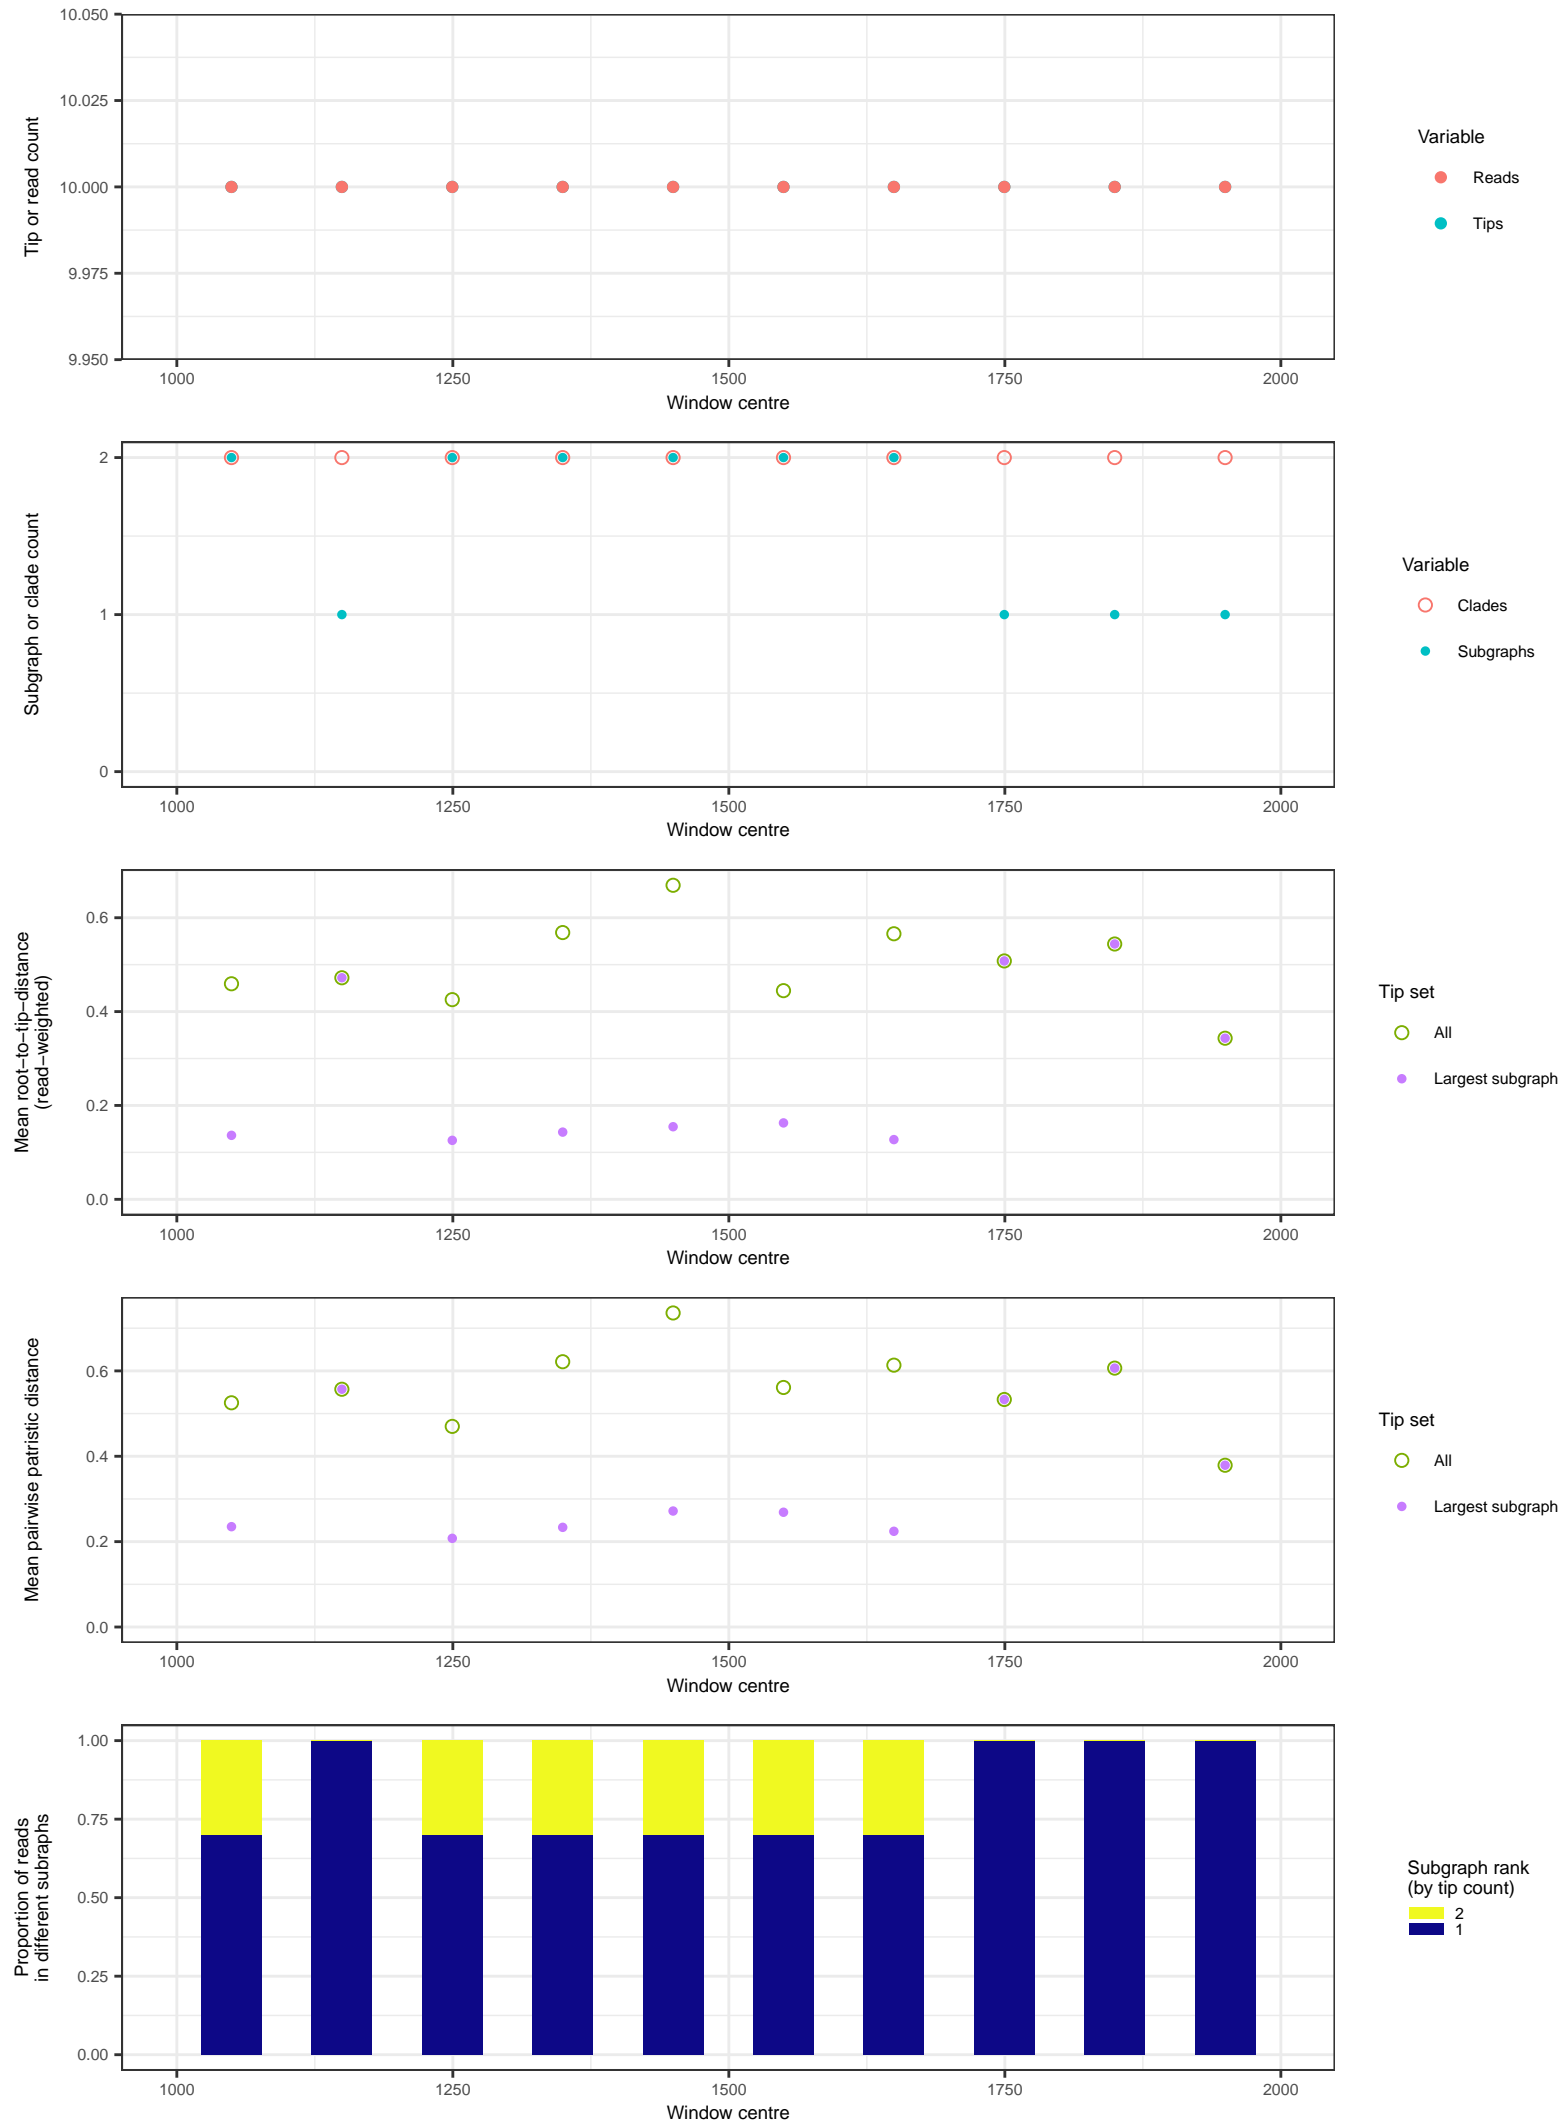 10.050
10.025
10.000
9.975
9.950
Tip or read count
1000 1250 1500 1750 2000
Window centre
Variable
Reads
Tips
2
1
0
Subgraph or clade count
1000 1250 1500 1750 2000
Window centre
Variable
Clades
Subgraphs
0.6
0.4
0.2
0.0
Mean root−to−tip−distance
(read−weighted)
1000 1250 1500 1750 2000
Window centre
Tip set
All
Largest subgraph
0.6
0.4
0.2
0.0
Mean pairwise patristic distance
1000 1250 1500 1750 2000
Window centre
Tip set
All
Largest subgraph
1.00
0.75
0.50
0.25
0.00
Proportion of reads
in different subraphs
1000 1250 1500 1750 2000
Window centre
Subgraph rank
(by tip count)
2
1